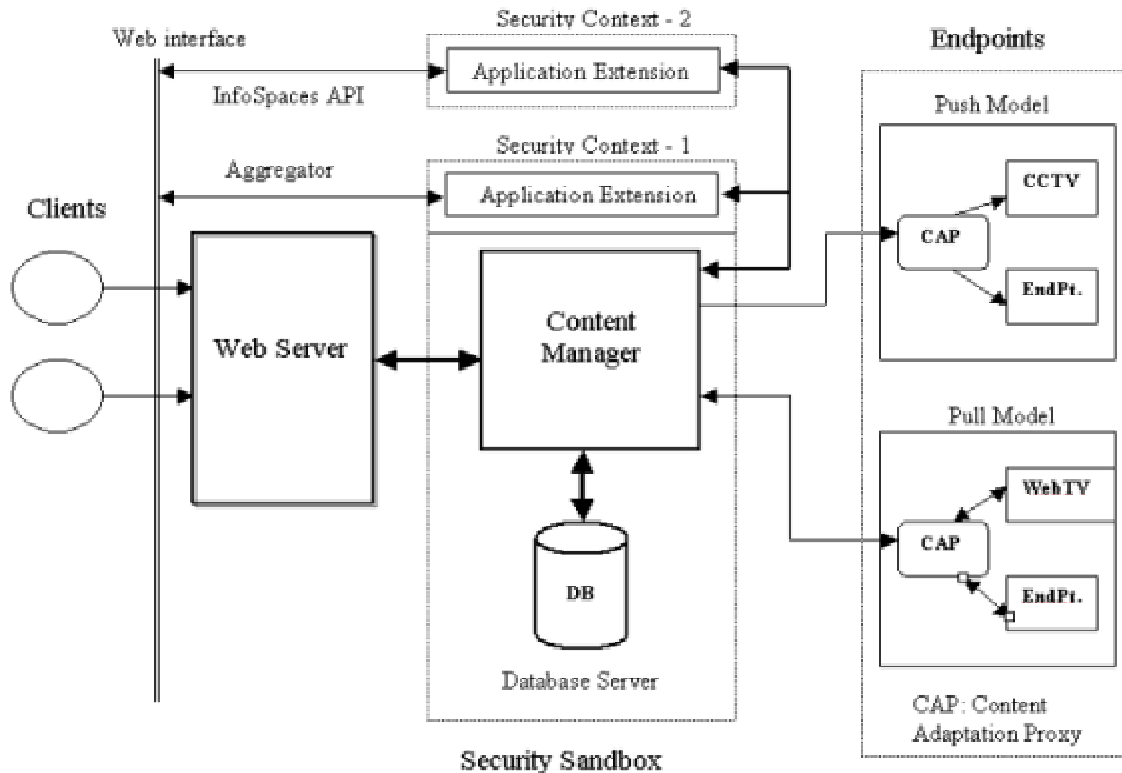 Security Context - 2
Web interface
Application Extension
InfoSpaces API
Security Context - 1
Aggregator
Application Extension
Clients
Web Server
Content
Manager
DB
Database Server
Security Sandbox
Endpoints
Push Model
CCTV
CAP
EndPt.
Pull Model
WebTV
CAP
EndPt.
CAP: Content
Adaptation Proxy